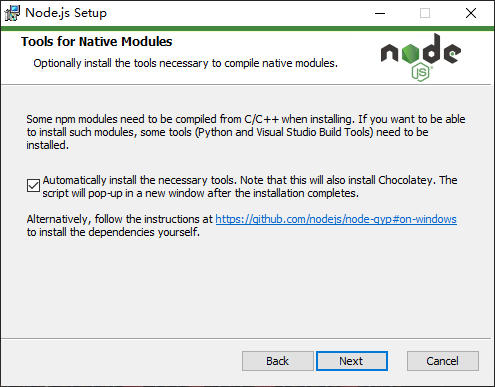 Node.js Setup
Tools for Native Modules
Optionally install the tools necessary to compile native modules.
node
JS
Some npm modules need to be compiled from C/C++ when installing. If you want to be able
to install such modules, some tools (Python and Visual Studio Build Tools) need to be
installed.
Automatically install the necessary tools. Note that this will also install Chocolatey. The
script will pop-up in a new window after the installation completes.
Alternatively, follow the instructions at https://github.com/nodejs/node-gyp#on-windows
to install the dependencies yourself.
Back Next Cancel